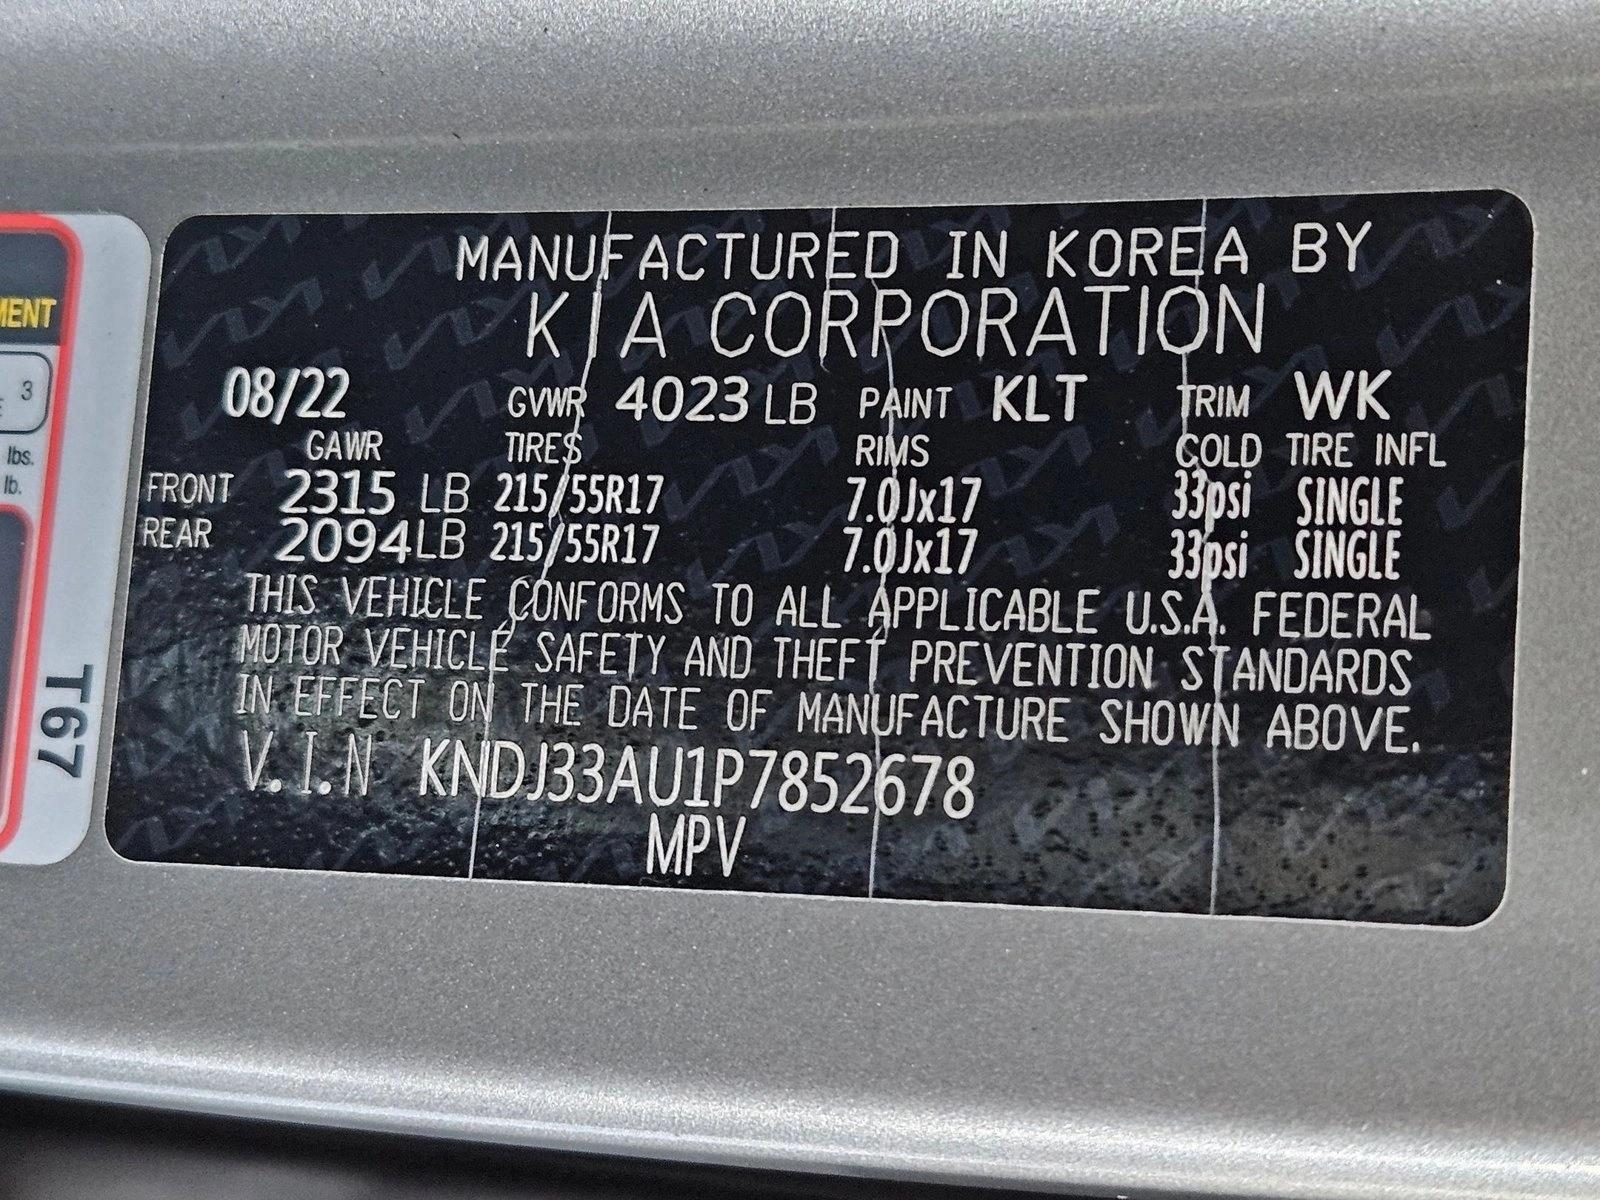 MENT
3
E
lbs.
lb.
T67
MANUFACTURED IN KOREA BY
KIA CORPORATION
08/22 GVWR 4023 LB PAINT KLT TRIM WK
GAWR TIRES RIMS COLD TIRE INFL
FRONT 2315 LB 215/55R17 7.0Jx17 33psi SINGLE
REAR 2094 LB 215/55R17 7.0Jx17 33psi SINGLE
THIS VEHICLE CONFORMS TO ALL APPLICABLE U.S.A. FEDERAL
MOTOR VEHICLE SAFETY AND THEFT PREVENTION STANDARDS
IN EFFECT ON THE DATE OF MANUFACTURE SHOWN ABOVE.
V.I.N KNDJ33AU1P7852678
MPV